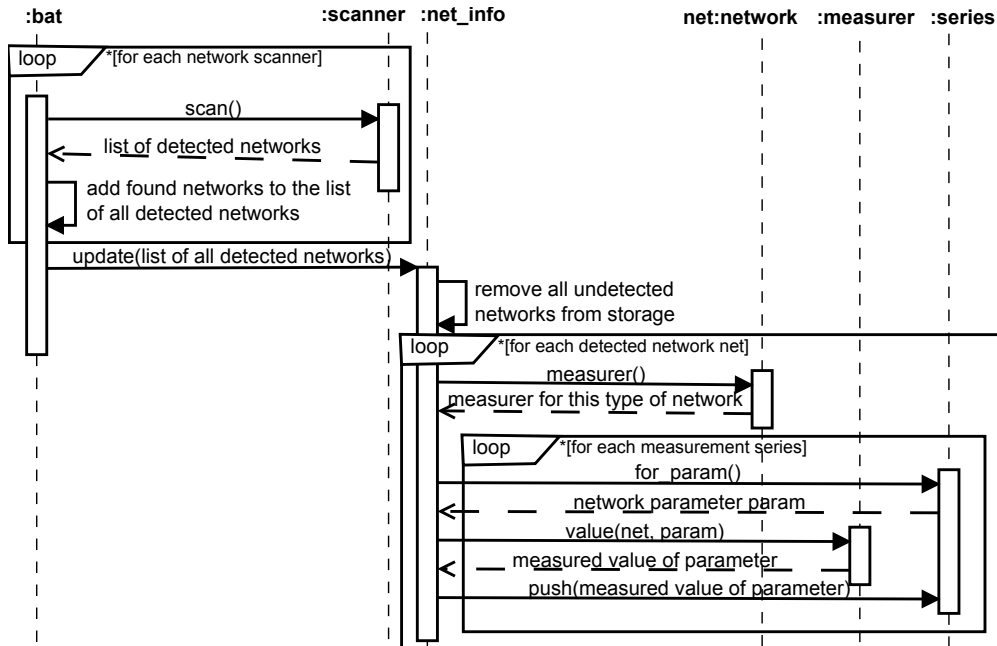 :bat :scanner :net_info net:network :measurer :series
loop *[for each network scanner]
scan()
list of detected networks
add found networks to the list
of all detected networks
update(list of all detected networks)
remove all undetected
networks from storage
loop *[for each detected network net]
measurer()
measurer for this type of network
loop *[for each measurement series]
for_param()
network parameter param
value(net, param)
measured value of parameter
push(measured value of parameter)